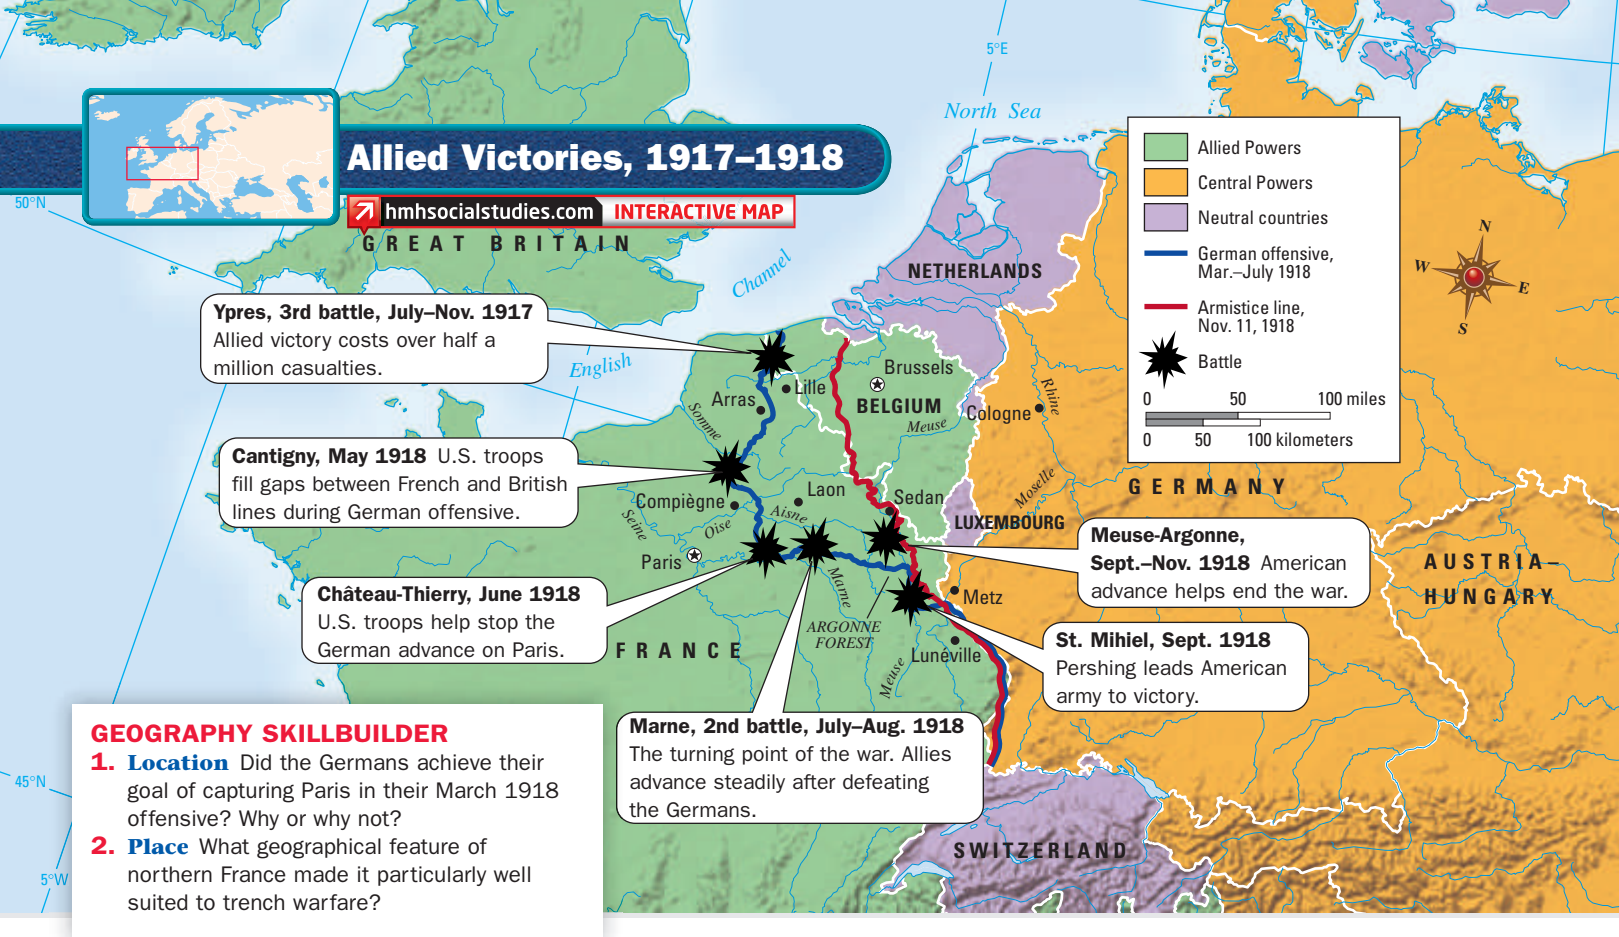 Allied Victories, 1917–1918
hmhsocialstudies.com INTERACTIVE MAP
5°E
North Sea
50°N
GREAT BRITAIN
English
Channel
NETHERLANDS
Allied Powers
Central Powers
Neutral countries
German offensive,
Mar.–July 1918
Armistice line,
Nov. 11, 1918
Battle
0 50 100 miles
0 50 100 kilometers
N
W
E
S
Ypres, 3rd battle, July–Nov. 1917
Allied victory costs over half a
million casualties.
Brussels
Lille
Arras
BELGIUM
Cologne
Rhine
Somme
Meuse
Cantigny, May 1918 U.S. troops
fill gaps between French and British
lines during German offensive.
Compiègne
Laon
Sedan
Moselle
GERMANY
Seine
Oise
Aisne
LUXEMBOURG
Paris
Meuse-Argonne,
Sept.–Nov. 1918 American
advance helps end the war.
AUSTRIA–
HUNGARY
Château-Thierry, June 1918
U.S. troops help stop the
German advance on Paris.
Marne
ARGONNE
FOREST
Metz
FRANCE
Meuse
Lunéville
St. Mihiel, Sept. 1918
Pershing leads American
army to victory.
Marne, 2nd battle, July–Aug. 1918
The turning point of the war. Allies
advance steadily after defeating
the Germans.
SWITZERLAND
45°N
5°W
GEOGRAPHY SKILLBUILDER
1. Location Did the Germans achieve their
goal of capturing Paris in their March 1918
offensive? Why or why not?
2. Place What geographical feature of
northern France made it particularly well
suited to trench warfare?